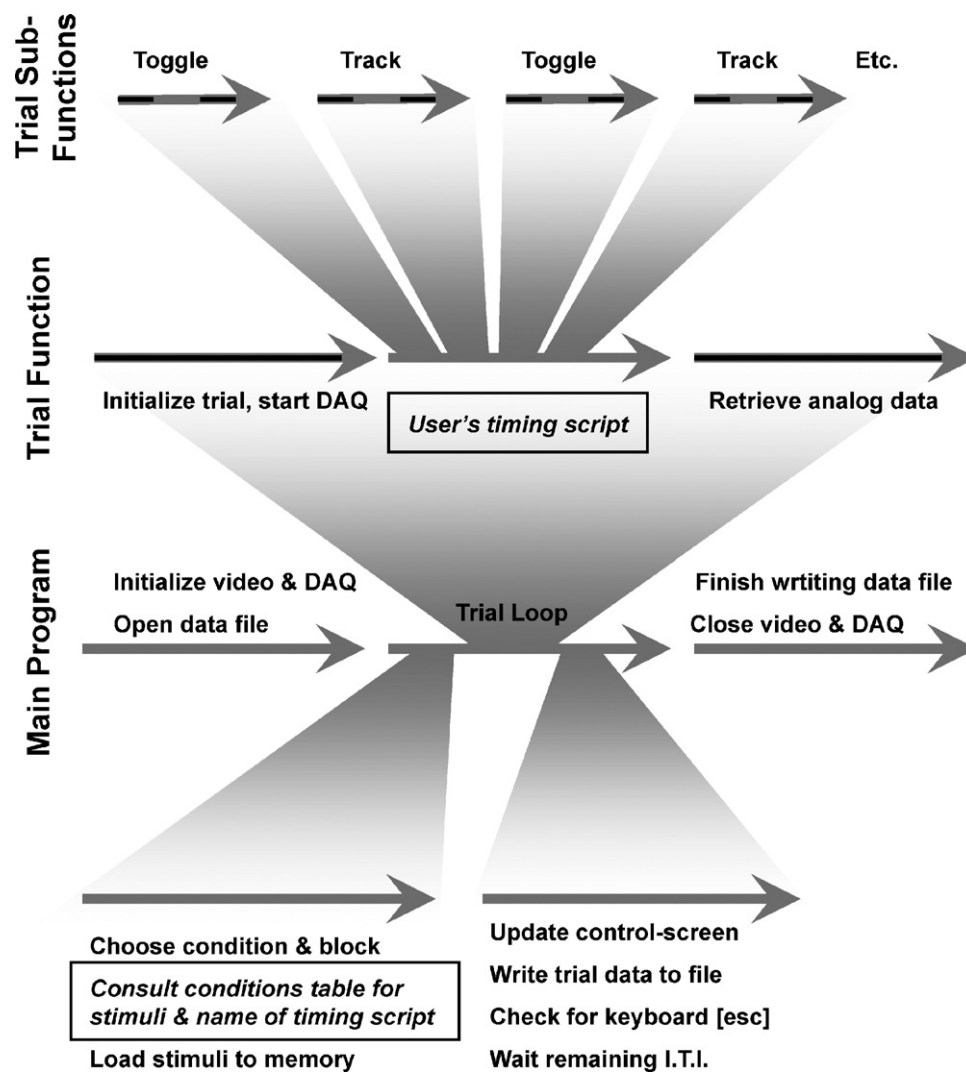 Trial Sub-
Functions
Toggle
Track
Toggle
Track
Etc.
Trial Function
Initialize trial, start DAQ
User's timing script
Retrieve analog data
Main Program
Initialize video & DAQ
Open data file
Trial Loop
Finish wrtiting data file
Close video & DAQ
Choose condition & block
Consult conditions table for
stimuli & name of timing script
Load stimuli to memory
Update control-screen
Write trial data to file
Check for keyboard [esc]
Wait remaining I.T.I.